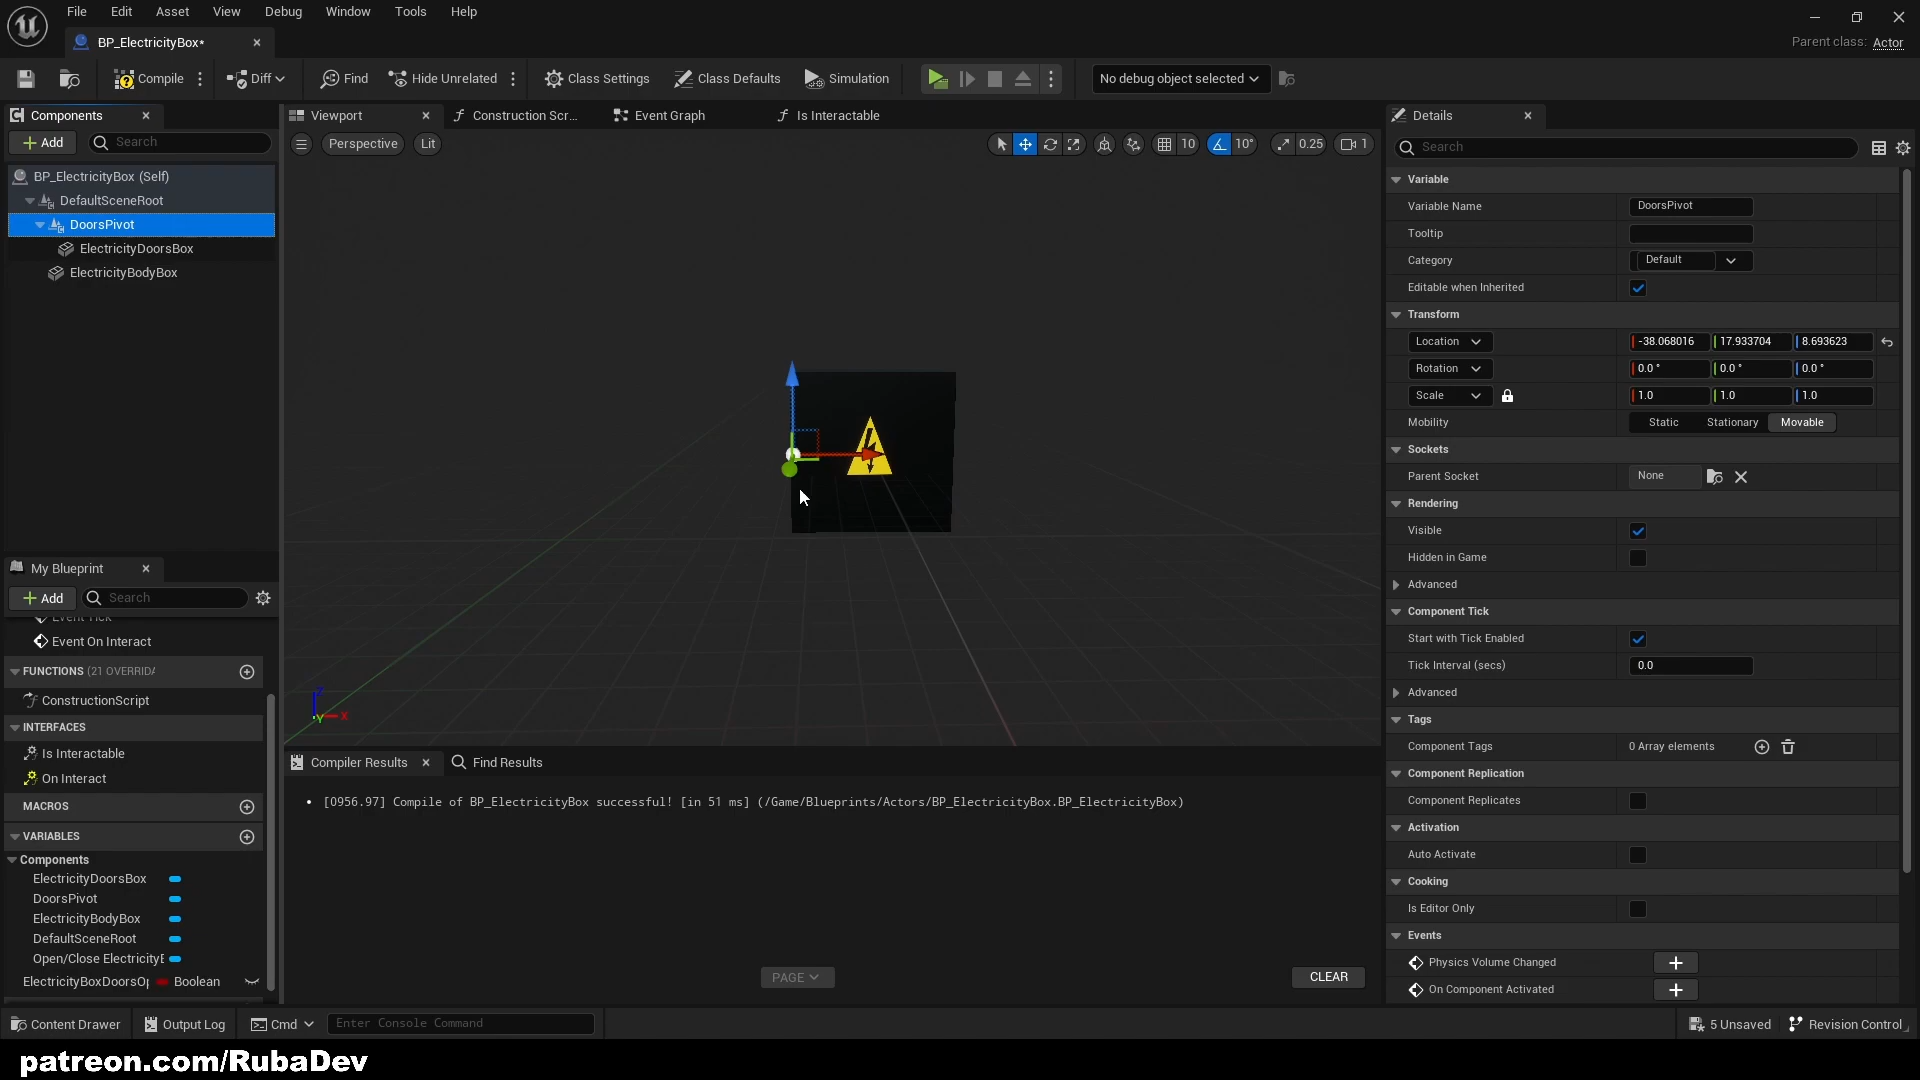 File Edit Asset View Debug Window Tools Help
BP_ElectricityBox*
Parent class: Actor
Compile Diff Find Hide Unrelated Class Settings Class Defaults Simulation No debug object selected
Components
Add Search
BP_ElectricityBox (Self)
DefaultSceneRoot
DoorsPivot
ElectricityDoorsBox
ElectricityBodyBox
My Blueprint
Add Search
Event Tick
Event On Interact
FUNCTIONS (21 OVERRIDA
ConstructionScript
INTERFACES
Is Interactable
On Interact
MACROS
VARIABLES
Components
ElectricityDoorsBox
DoorsPivot
ElectricityBodyBox
DefaultSceneRoot
Open/Close ElectricityE
ElectricityBoxDoorsOp Boolean
Viewport Construction Scr... Event Graph Is Interactable
Perspective Lit 10 10° 0.25 1
Z
Y X
Compiler Results Find Results
• [0956.97] Compile of BP_ElectricityBox successful! [in 51 ms] (/Game/Blueprints/Actors/BP_ElectricityBox.BP_ElectricityBox)
PAGE CLEAR
Details
Search
Variable
Variable Name DoorsPivot
Tooltip
Category Default
Editable when Inherited
Transform
Location -38.068016 17.933704 8.693623
Rotation 0.0 ° 0.0 ° 0.0 °
Scale 1.0 1.0 1.0
Mobility Static Stationary Movable
Sockets
Parent Socket None
Rendering
Visible
Hidden in Game
Advanced
Component Tick
Start with Tick Enabled
Tick Interval (secs) 0.0
Advanced
Tags
Component Tags 0 Array elements
Component Replication
Component Replicates
Activation
Auto Activate
Cooking
Is Editor Only
Events
Physics Volume Changed
On Component Activated
Content Drawer Output Log Cmd Enter Console Command 5 Unsaved Revision Control
patreon.com/RubaDev